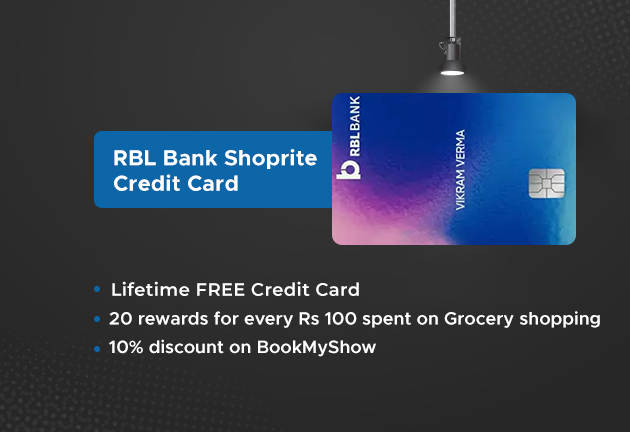 RBL Bank Shoprite
Credit Card
RBL BANK
VIKRAM VERMA
Lifetime FREE Credit Card
20 rewards for every Rs 100 spent on Grocery shopping
10% discount on BookMyShow